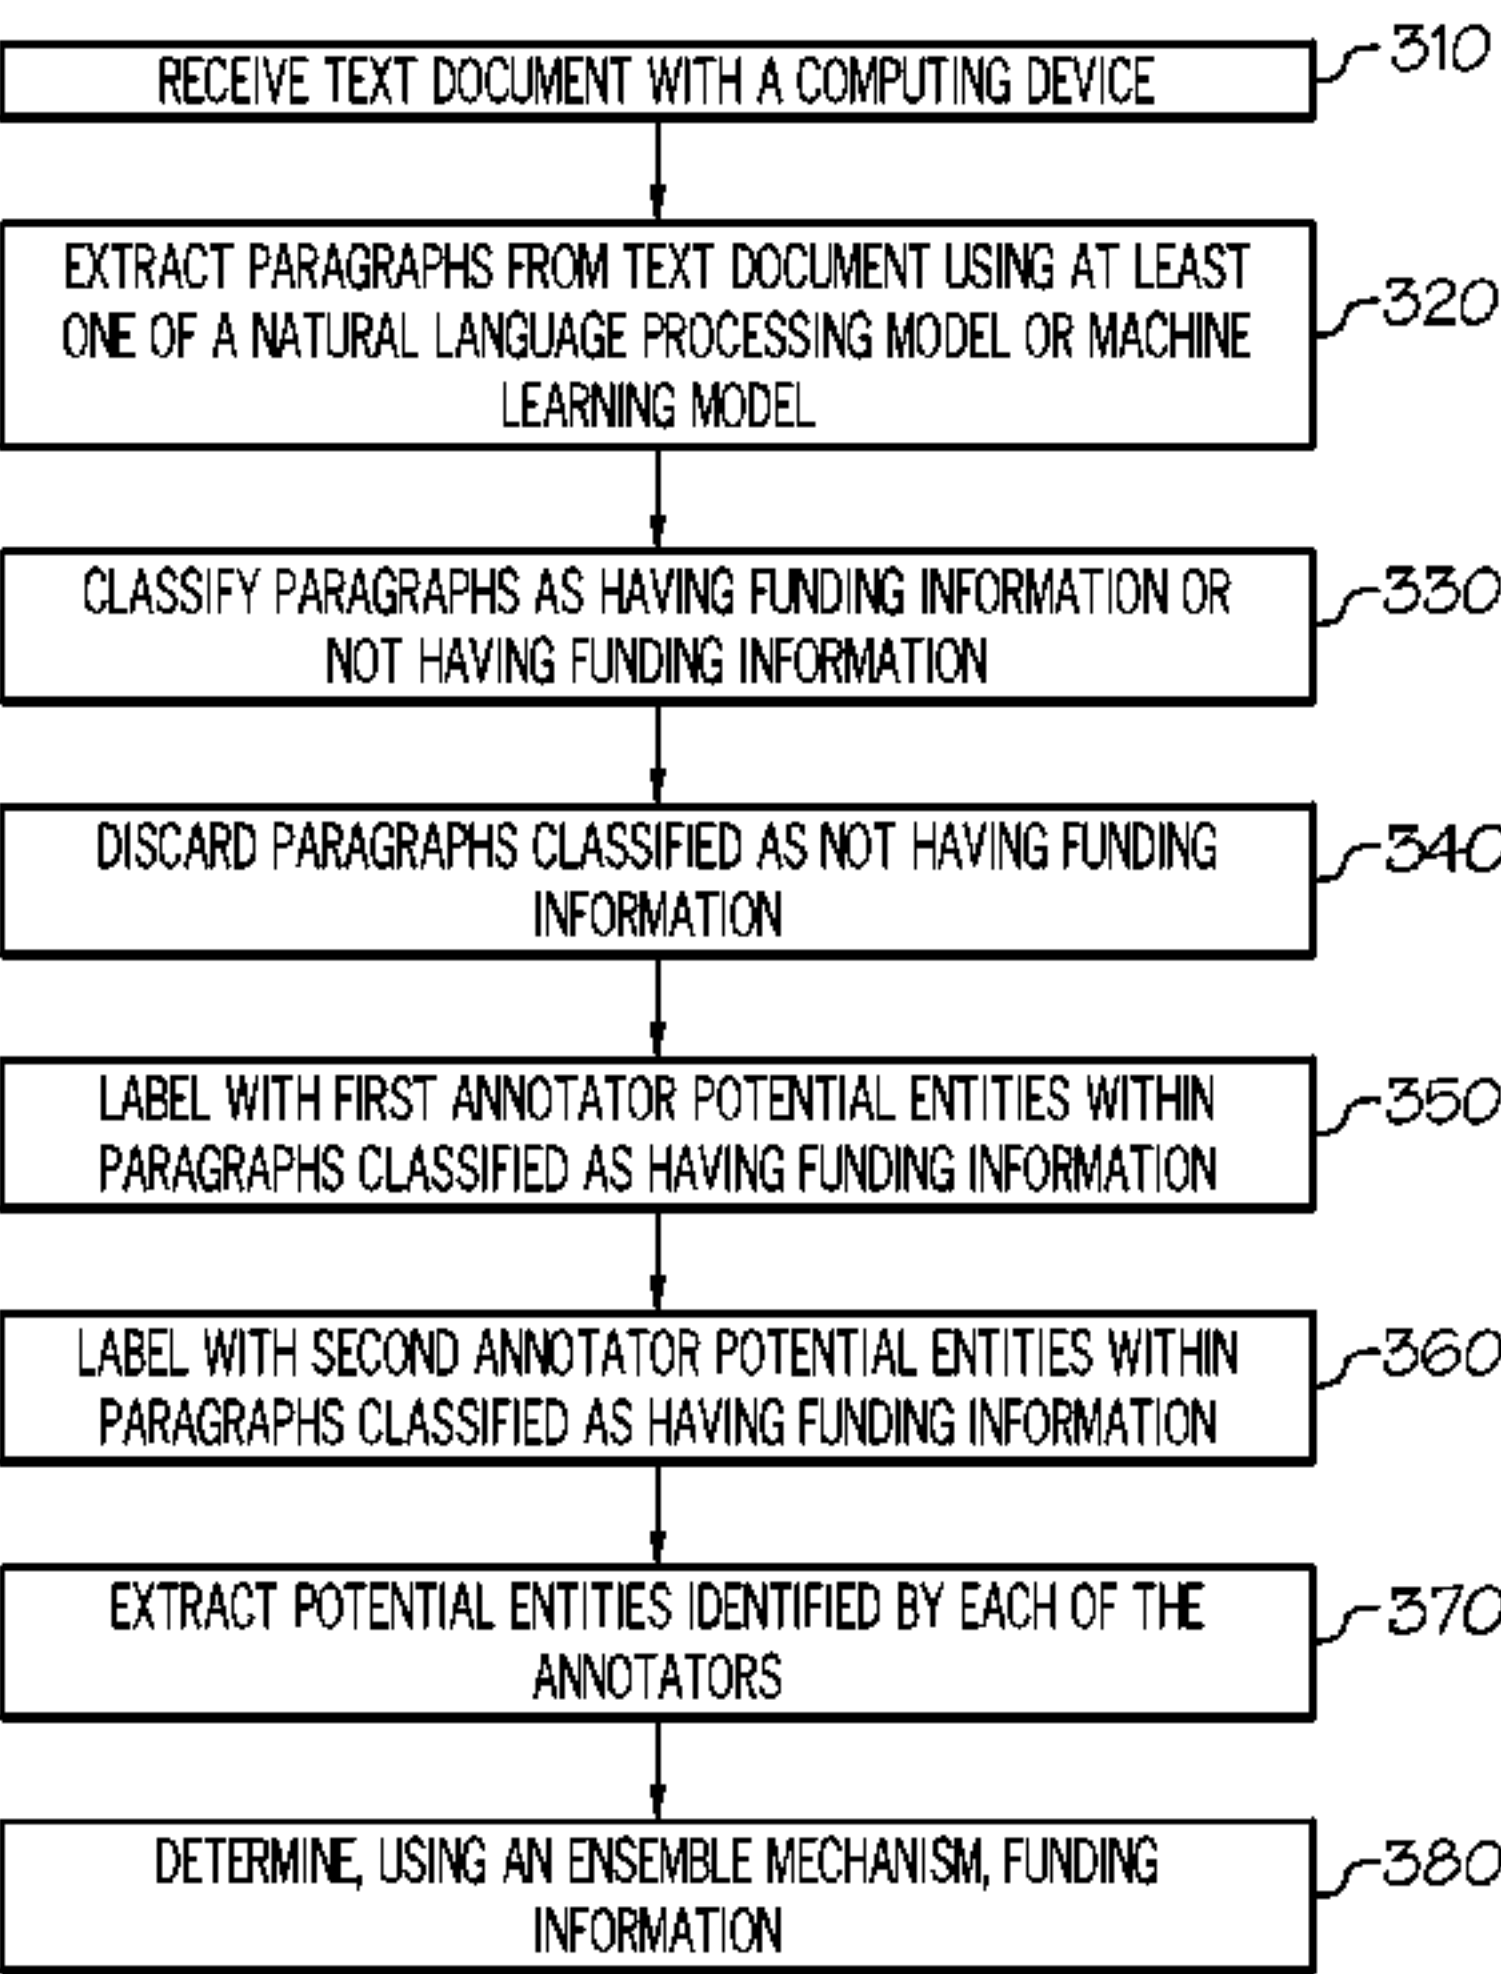 310
RECEIVE TEXT DOCUMENT WITH A COMPUTING DEVICE
EXTRACT PARAGRAPHS FROM TEXT DOCUMENT USING AT LEAST
ONE OF A NATURAL LANGUAGE PROCESSING MODEL OR MACHINE
LEARNING MODEL
320
CLASSIFY PARAGRAPHS AS HAVING FUNDING INFORMATION OR
NOT HAVING FUNDING INFORMATION
330
DISCARD PARAGRAPHS CLASSIFIED AS NOT HAVING FUNDING
INFORMATION
340
LABEL WITH FIRST ANNOTATOR POTENTIAL ENTITIES WITHIN
PARAGRAPHS CLASSIFIED AS HAVING FUNDING INFORMATION
350
LABEL WITH SECOND ANNOTATOR POTENTIAL ENTITIES WITHIN
PARAGRAPHS CLASSIFIED AS HAVING FUNDING INFORMATION
360
EXTRACT POTENTIAL ENTITIES IDENTIFIED BY EACH OF THE
ANNOTATORS
370
DETERMINE, USING AN ENSEMBLE MECHANISM, FUNDING
INFORMATION
380